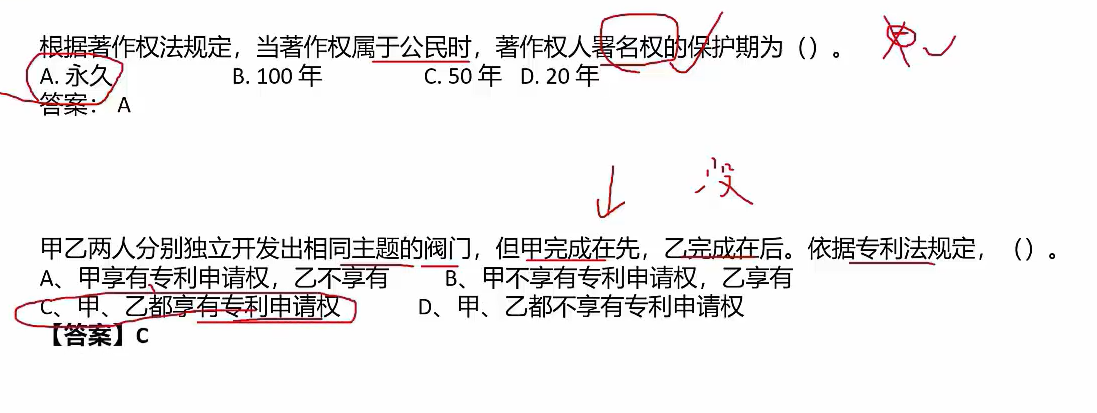 根据著作权法规定，当著作权属于公民时，著作权人署名权的保护期为（）。
A. 永久 B. 100 年 C. 50 年 D. 20 年
答案： A
没
甲乙两人分别独立开发出相同主题的阀门，但甲完成在先，乙完成在后。依据专利法规定，（）。
A、甲享有专利申请权，乙不享有 B、甲不享有专利申请权，乙享有
C、甲、乙都享有专利申请权 D、甲、乙都不享有专利申请权
【答案】C